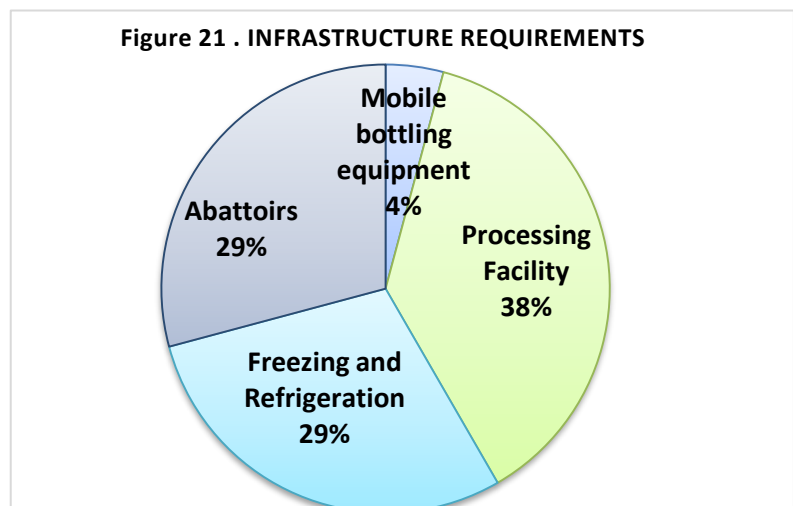 Figure 21 . INFRASTRUCTURE REQUIREMENTS
Mobile
bottling
equipment
4%
Processing
Facility
38%
Freezing and
Refrigeration
29%
Abattoirs
29%